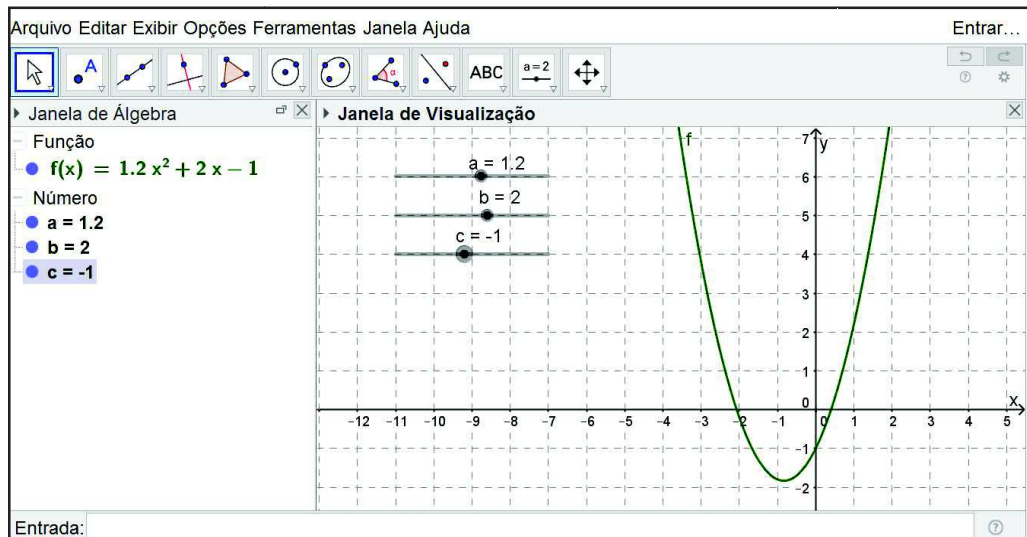 Arquivo Editar Exibir Opções Ferramentas Janela Ajuda Entrar...
A α ABC a=2
Janela de Álgebra
Janela de Visualização
Função
f(x) = 1.2 x² + 2 x − 1
Número
a = 1.2
b = 2
c = -1
a = 1.2
b = 2
c = -1
f
y
7
6
5
4
3
2
1
0
−12 −11 −10 −9 −8 −7 −6 −5 −4 −3 −2 −1 0 1 2 3 4 5
x
−1
−2
Entrada: